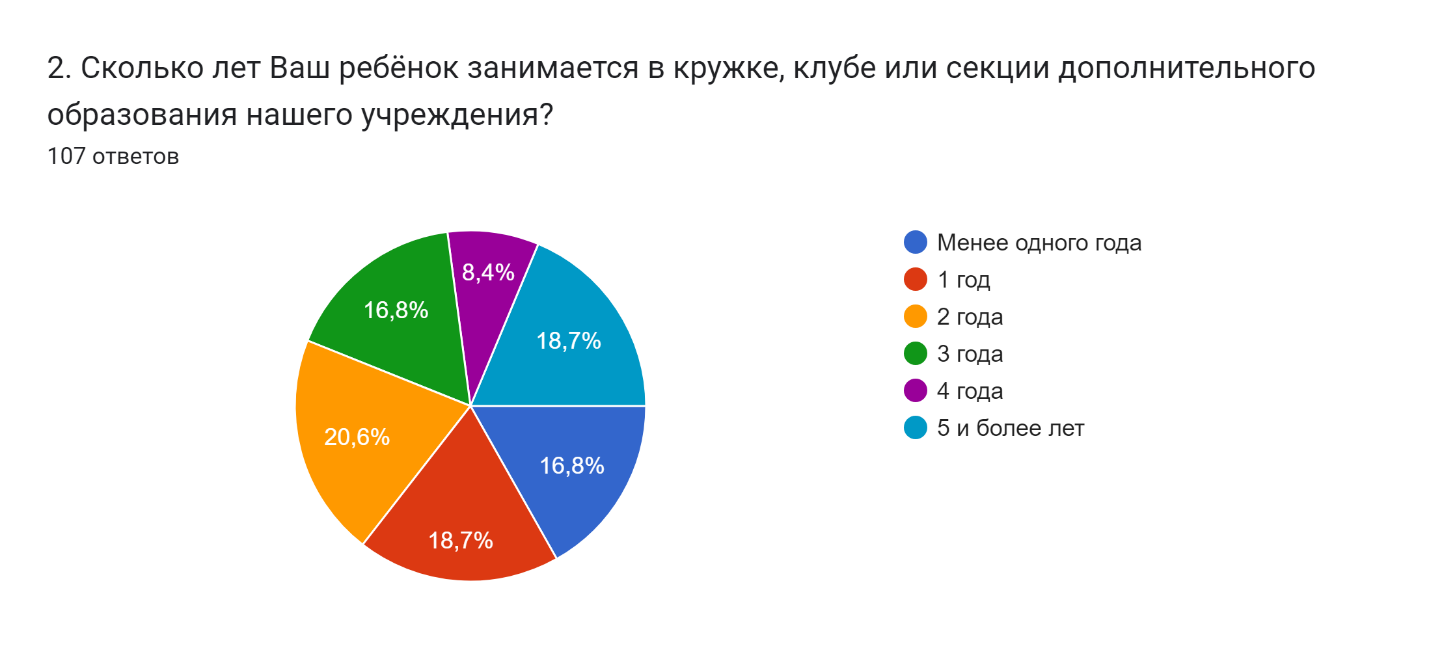 2. Сколько лет Ваш ребёнок занимается в кружке, клубе или секции дополнительного
образования нашего учреждения?
107 ответов
8,4%
16,8%
18,7%
20,6%
16,8%
18,7%
Менее одного года
1 год
2 года
3 года
4 года
5 и более лет